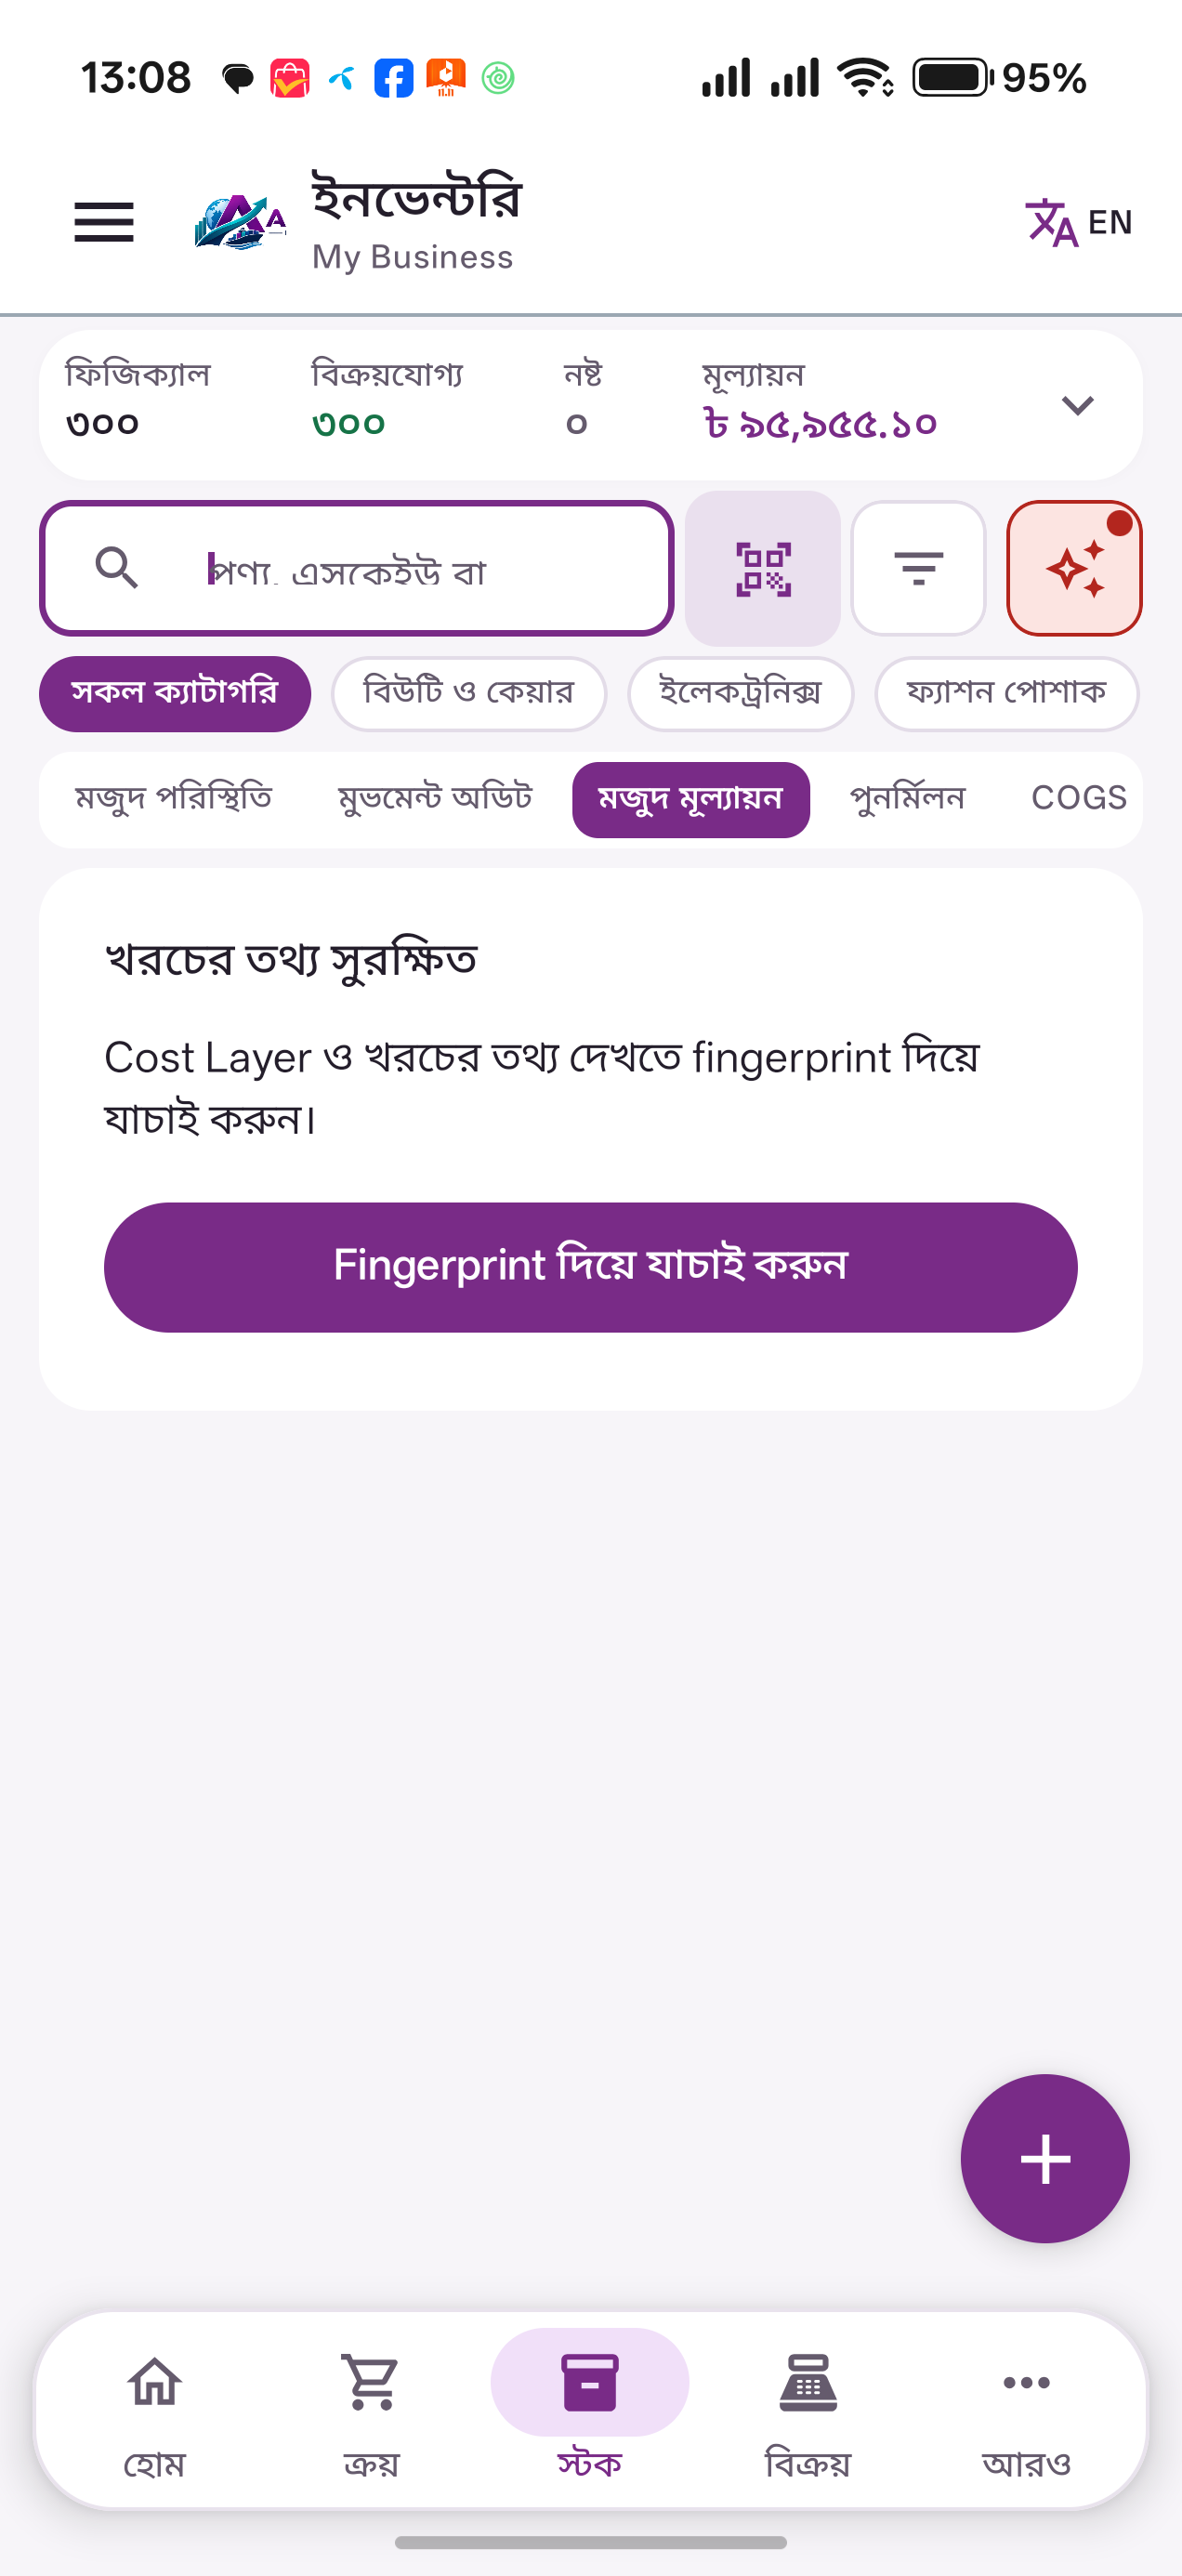 13:08
95%
ইনভেন্টরি
My Business
EN
ফিজিক্যাল বিক্রয়যোগ্য নষ্ট মূল্যায়ন
৩০০ ৩০০ ০ ৳ ৯৫,৯৫৫.১০
পণ্য, এসকেইউ বা
সকল ক্যাটাগরি বিউটি ও কেয়ার ইলেকট্রনিক্স ফ্যাশন পোশাক
মজুদ পরিস্থিতি মুভমেন্ট অডিট মজুদ মূল্যায়ন পুনর্মিলন COGS
খরচের তথ্য সুরক্ষিত
Cost Layer ও খরচের তথ্য দেখতে fingerprint দিয়ে
যাচাই করুন।
Fingerprint দিয়ে যাচাই করুন
হোম ক্রয় স্টক বিক্রয় আরও